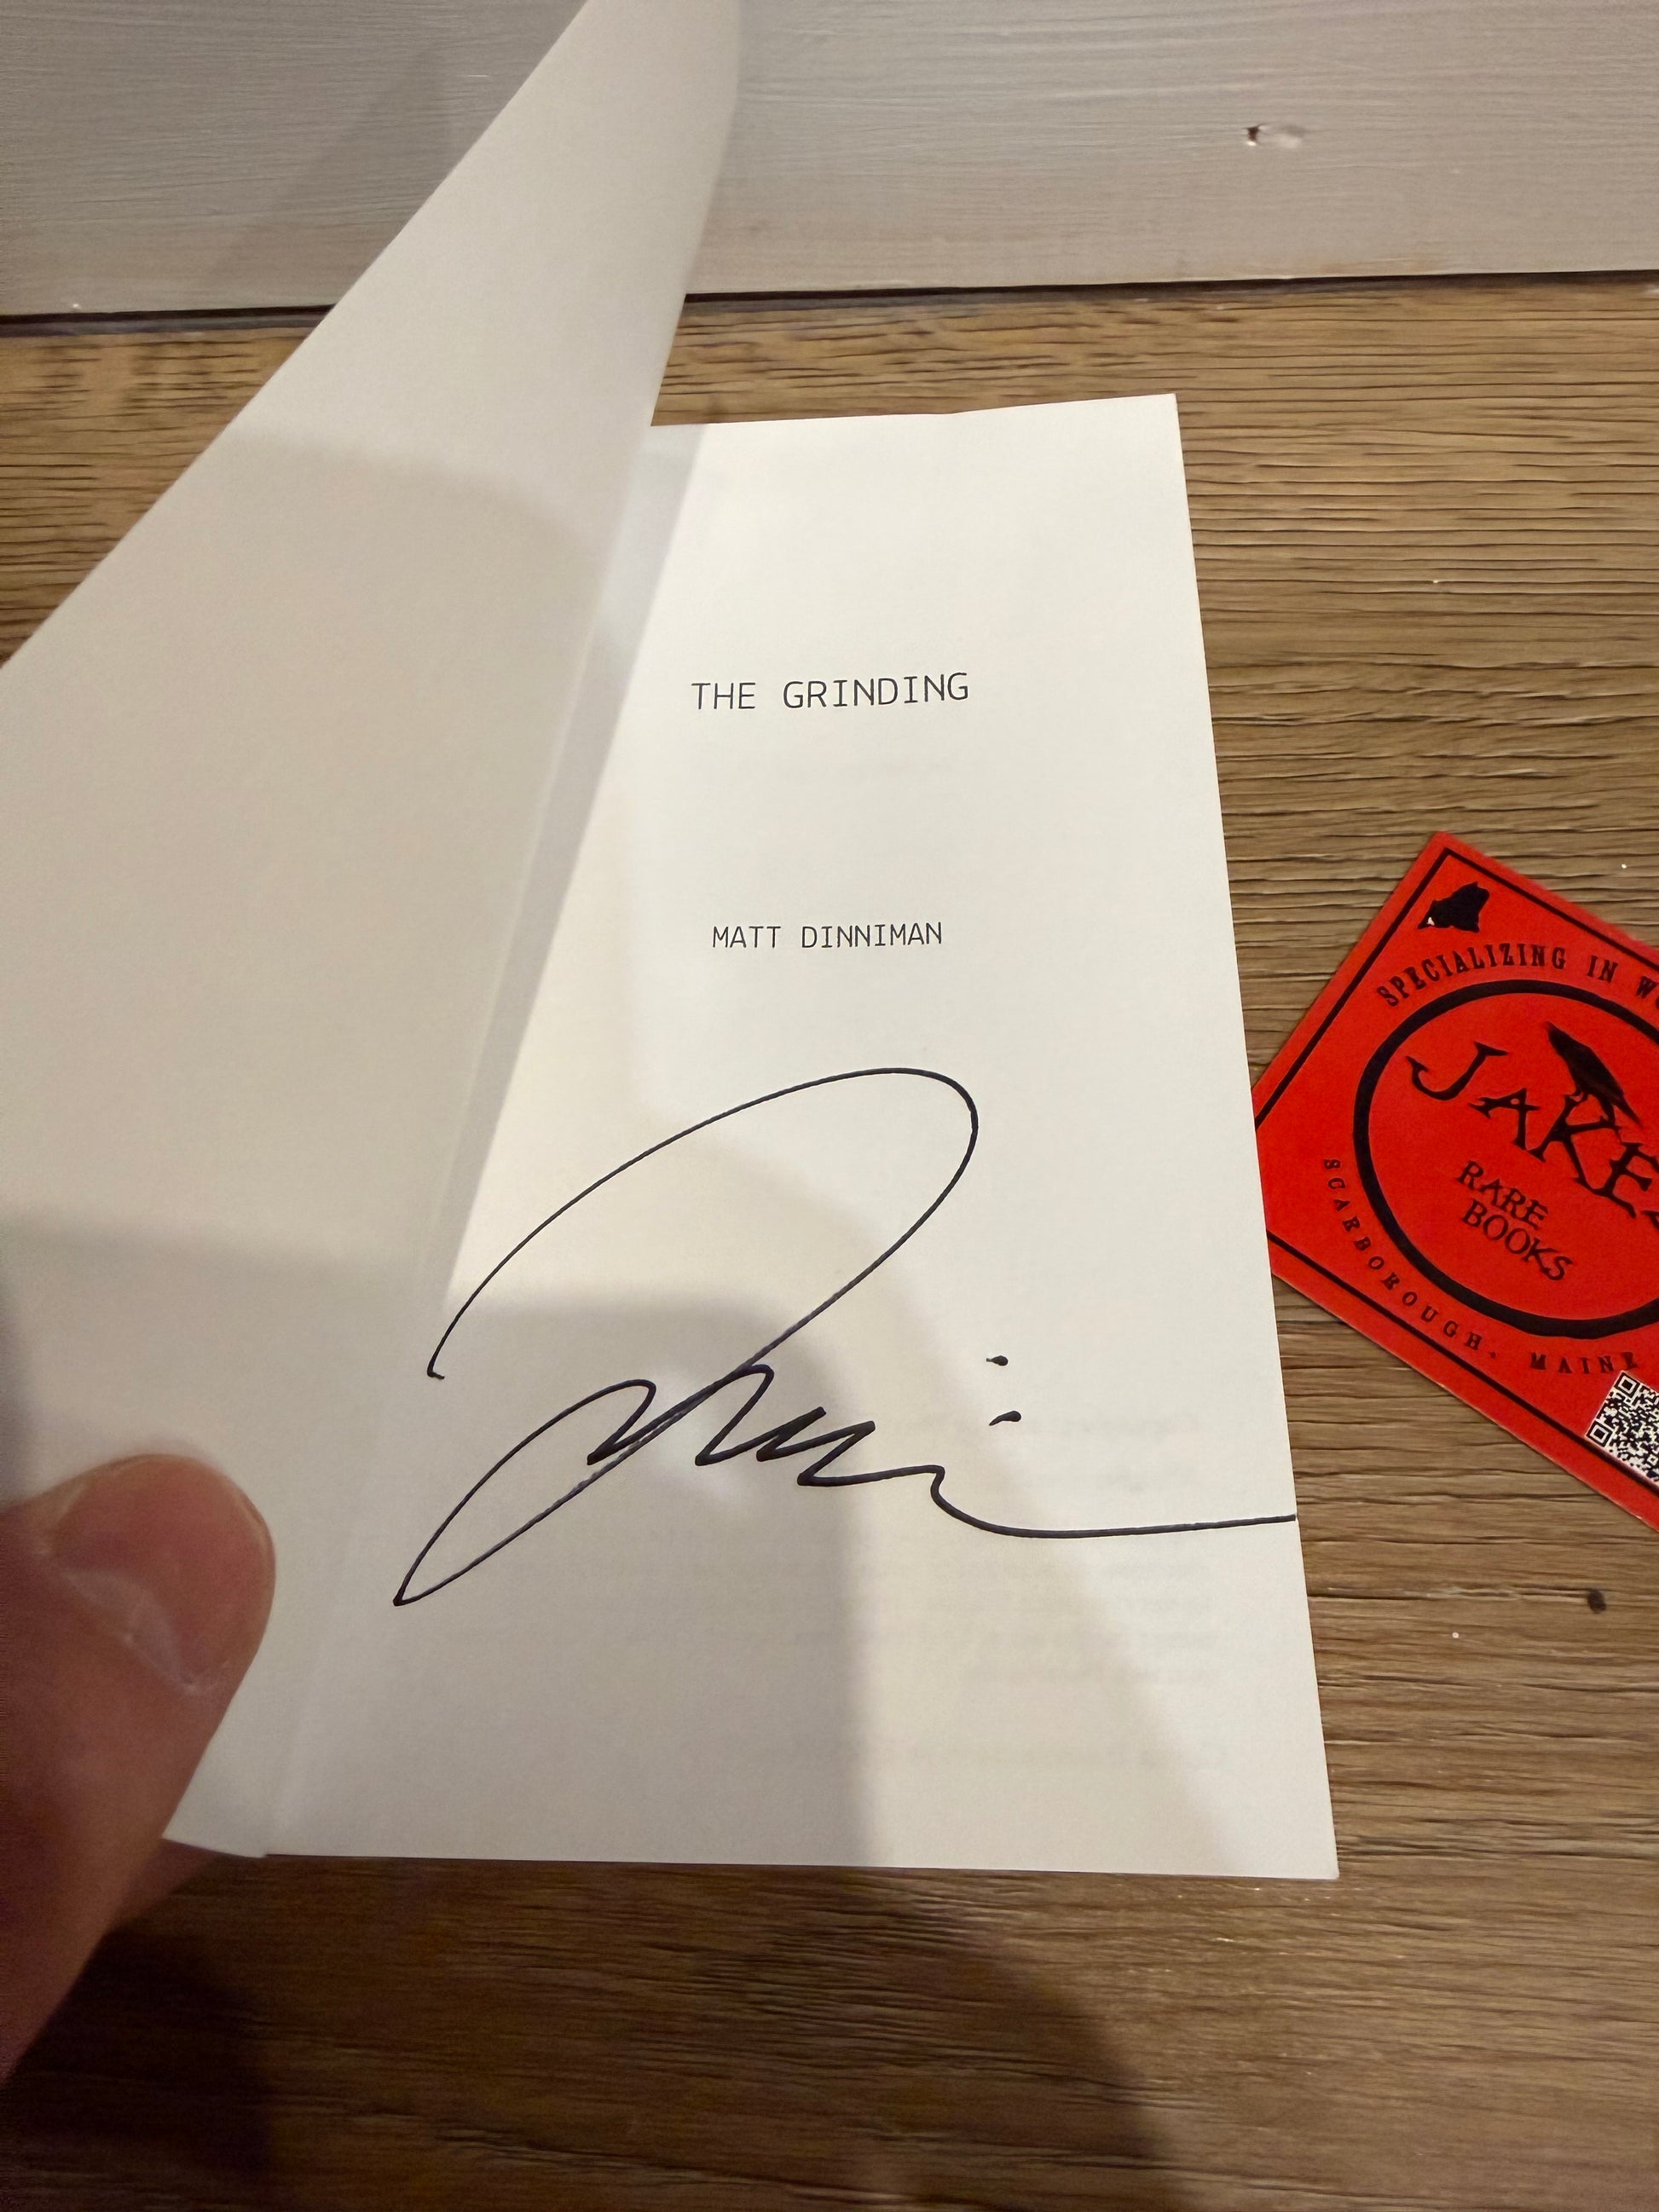 THE GRINDING
MATT DINNIMAN
SPECIALIZING IN
JAKE
RARE
BOOKS
SCARBOROUGH, MAINE